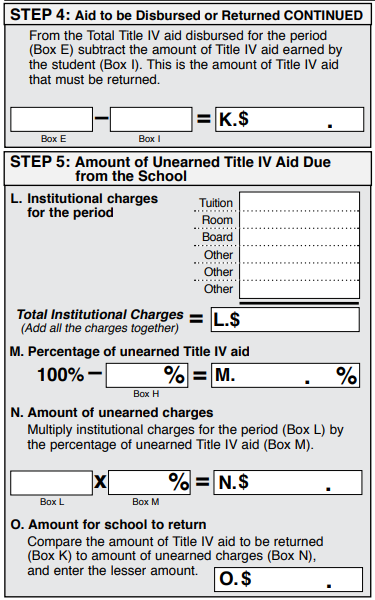 STEP 4: Aid to be Disbursed or Returned CONTINUED
From the Total Title IV aid disbursed for the period
(Box E) subtract the amount of Title IV aid earned by
the student (Box I). This is the amount of Title IV aid
that must be returned.
– = K.$ .
Box E Box I
STEP 5: Amount of Unearned Title IV Aid Due
from the School
L. Institutional charges
for the period
Tuition
Room
Board
Other
Other
Other
Total Institutional Charges = L.$
(Add all the charges together)
M. Percentage of unearned Title IV aid
100% – % = M. . %
Box H
N. Amount of unearned charges
Multiply institutional charges for the period (Box L) by
the percentage of unearned Title IV aid (Box M).
x % = N.$ .
Box L Box M
O. Amount for school to return
Compare the amount of Title IV aid to be returned
(Box K) to amount of unearned charges (Box N),
and enter the lesser amount.
O.$ .